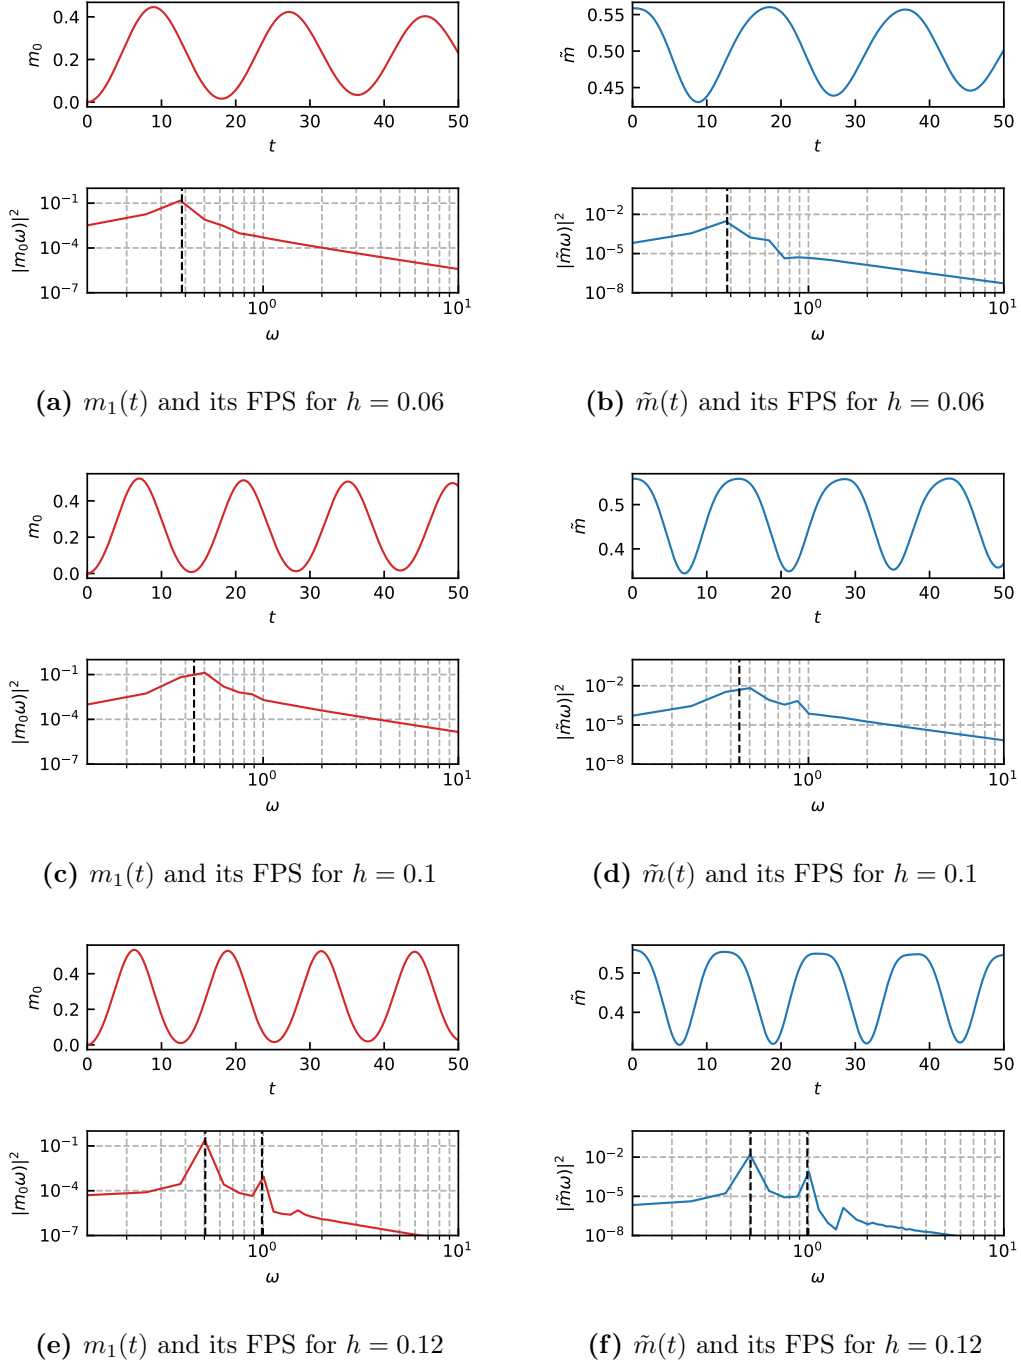 m₀
0.4
0.2
0.0
0 10 20 30 40 50
t
m̃
0.55
0.50
0.45
0 10 20 30 40 50
t
|m₀ω)|²
10⁻¹
10⁻⁴
10⁻⁷
10⁰ 10¹
ω
|m̃ω)|²
10⁻²
10⁻⁵
10⁻⁸
10⁰ 10¹
ω
(a) m₁(t) and its FPS for h = 0.06
(b) m̃(t) and its FPS for h = 0.06
m₀
0.4
0.2
0.0
0 10 20 30 40 50
t
m̃
0.5
0.4
0 10 20 30 40 50
t
|m₀ω)|²
10⁻¹
10⁻⁴
10⁻⁷
10⁰ 10¹
ω
|m̃ω)|²
10⁻²
10⁻⁵
10⁻⁸
10⁰ 10¹
ω
(c) m₁(t) and its FPS for h = 0.1
(d) m̃(t) and its FPS for h = 0.1
m₀
0.4
0.2
0.0
0 10 20 30 40 50
t
m̃
0.5
0.4
0 10 20 30 40 50
t
|m₀ω)|²
10⁻¹
10⁻⁴
10⁻⁷
10⁰ 10¹
ω
|m̃ω)|²
10⁻²
10⁻⁵
10⁻⁸
10⁰ 10¹
ω
(e) m₁(t) and its FPS for h = 0.12
(f) m̃(t) and its FPS for h = 0.12